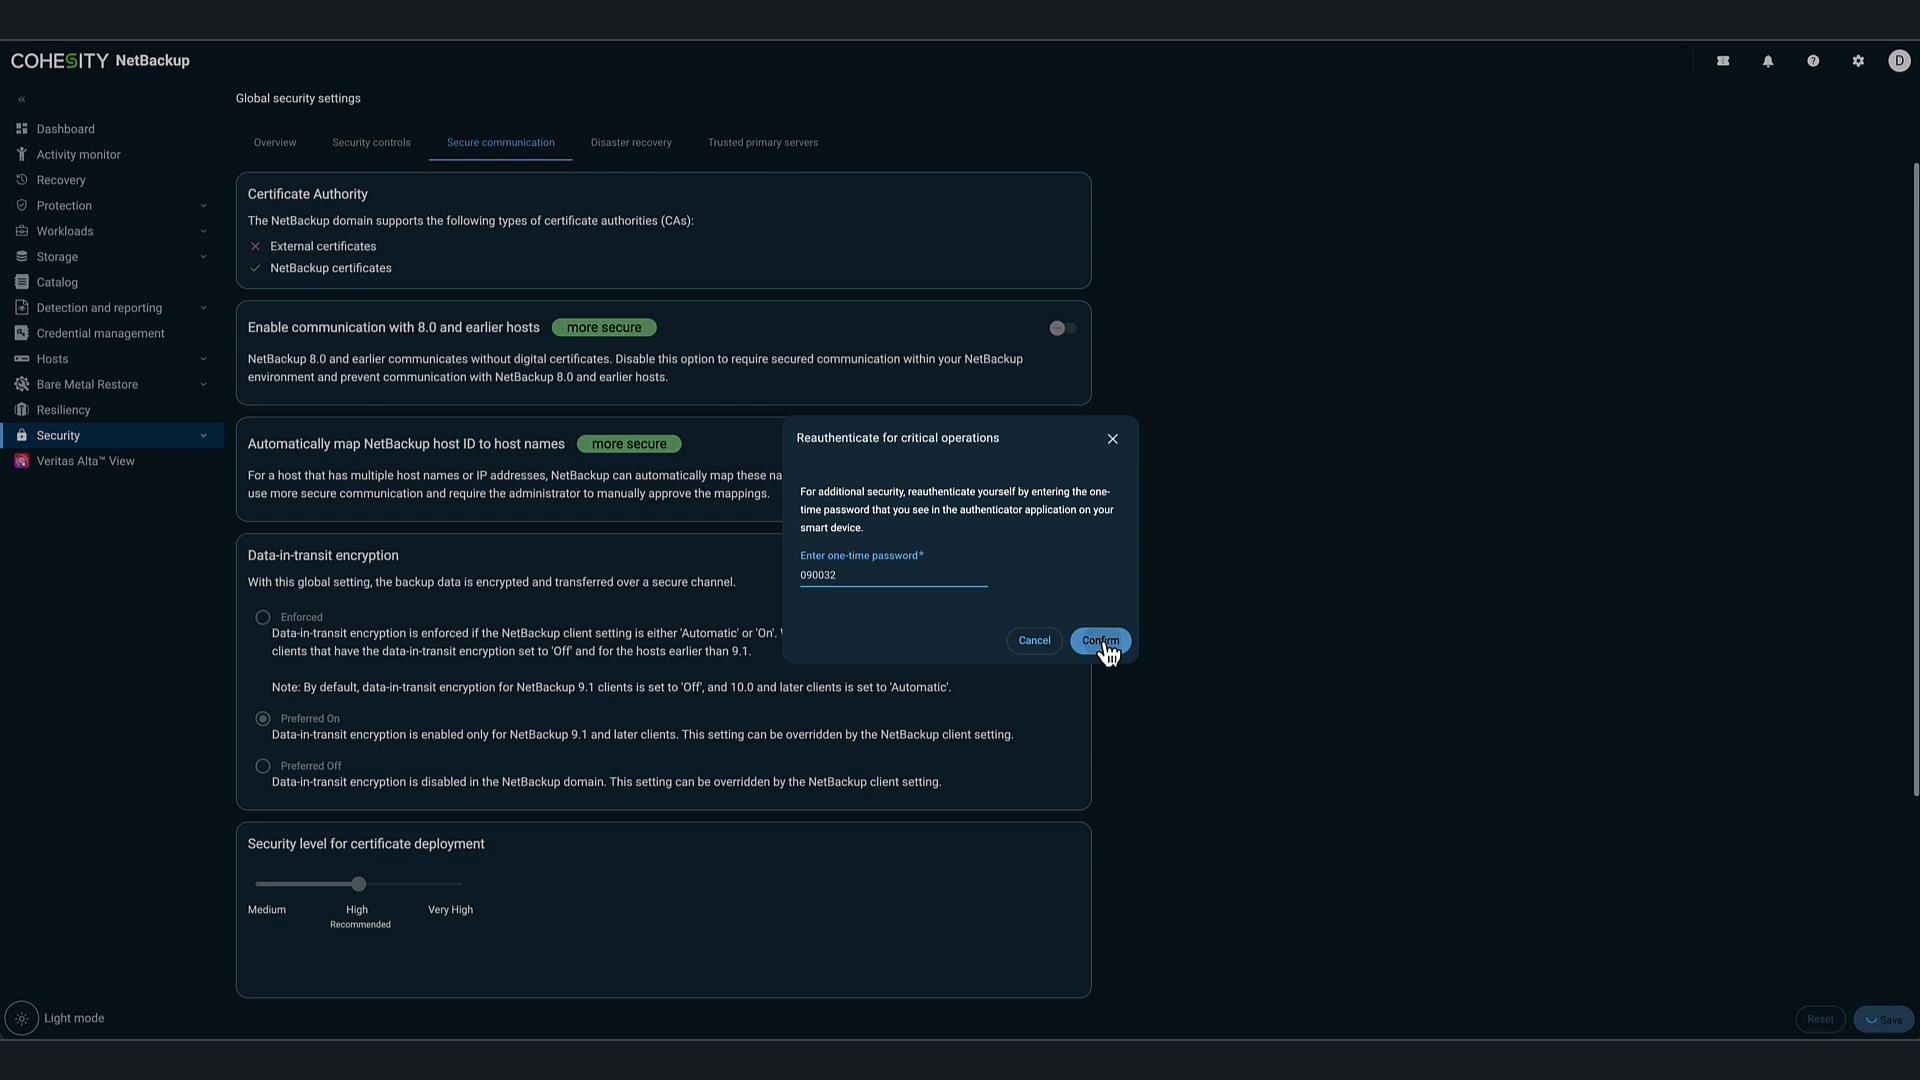 COHESITY NetBackup
D
Global security settings
Dashboard
Activity monitor
Recovery
Protection
Workloads
Storage
Catalog
Detection and reporting
Credential management
Hosts
Bare Metal Restore
Resiliency
Security
Veritas Alta™ View
Light mode
Overview
Security controls
Secure communication
Disaster recovery
Trusted primary servers
Certificate Authority
The NetBackup domain supports the following types of certificate authorities (CAs):
External certificates
NetBackup certificates
Enable communication with 8.0 and earlier hosts more secure
NetBackup 8.0 and earlier communicates without digital certificates. Disable this option to require secured communication within your NetBackup
environment and prevent communication with NetBackup 8.0 and earlier hosts.
Automatically map NetBackup host ID to host names more secure
For a host that has multiple host names or IP addresses, NetBackup can automatically map these na
use more secure communication and require the administrator to manually approve the mappings.
Data-in-transit encryption
With this global setting, the backup data is encrypted and transferred over a secure channel.
Enforced
Data-in-transit encryption is enforced if the NetBackup client setting is either 'Automatic' or 'On'.
clients that have the data-in-transit encryption set to 'Off' and for the hosts earlier than 9.1.
Note: By default, data-in-transit encryption for NetBackup 9.1 clients is set to 'Off', and 10.0 and later clients is set to 'Automatic'.
Preferred On
Data-in-transit encryption is enabled only for NetBackup 9.1 and later clients. This setting can be overridden by the NetBackup client setting.
Preferred Off
Data-in-transit encryption is disabled in the NetBackup domain. This setting can be overridden by the NetBackup client setting.
Security level for certificate deployment
Medium
High
Recommended
Very High
Reauthenticate for critical operations
For additional security, reauthenticate yourself by entering the one-
time password that you see in the authenticator application on your
smart device.
Enter one-time password*
090032
Cancel
Confirm
Reset
Save